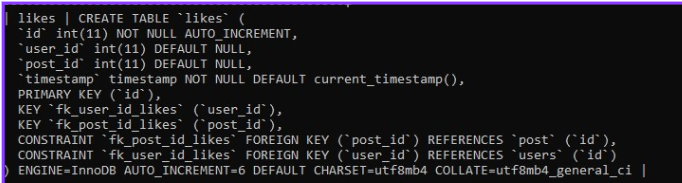 | likes | CREATE TABLE `likes` (
`id` int(11) NOT NULL AUTO_INCREMENT,
`user_id` int(11) DEFAULT NULL,
`post_id` int(11) DEFAULT NULL,
`timestamp` timestamp NOT NULL DEFAULT current_timestamp(),
PRIMARY KEY (`id`),
KEY `fk_user_id_likes` (`user_id`),
KEY `fk_post_id_likes` (`post_id`),
CONSTRAINT `fk_post_id_likes` FOREIGN KEY (`post_id`) REFERENCES `post` (`id`),
CONSTRAINT `fk_user_id_likes` FOREIGN KEY (`user_id`) REFERENCES `users` (`id`)
) ENGINE=InnoDB AUTO_INCREMENT=6 DEFAULT CHARSET=utf8mb4 COLLATE=utf8mb4_general_ci |